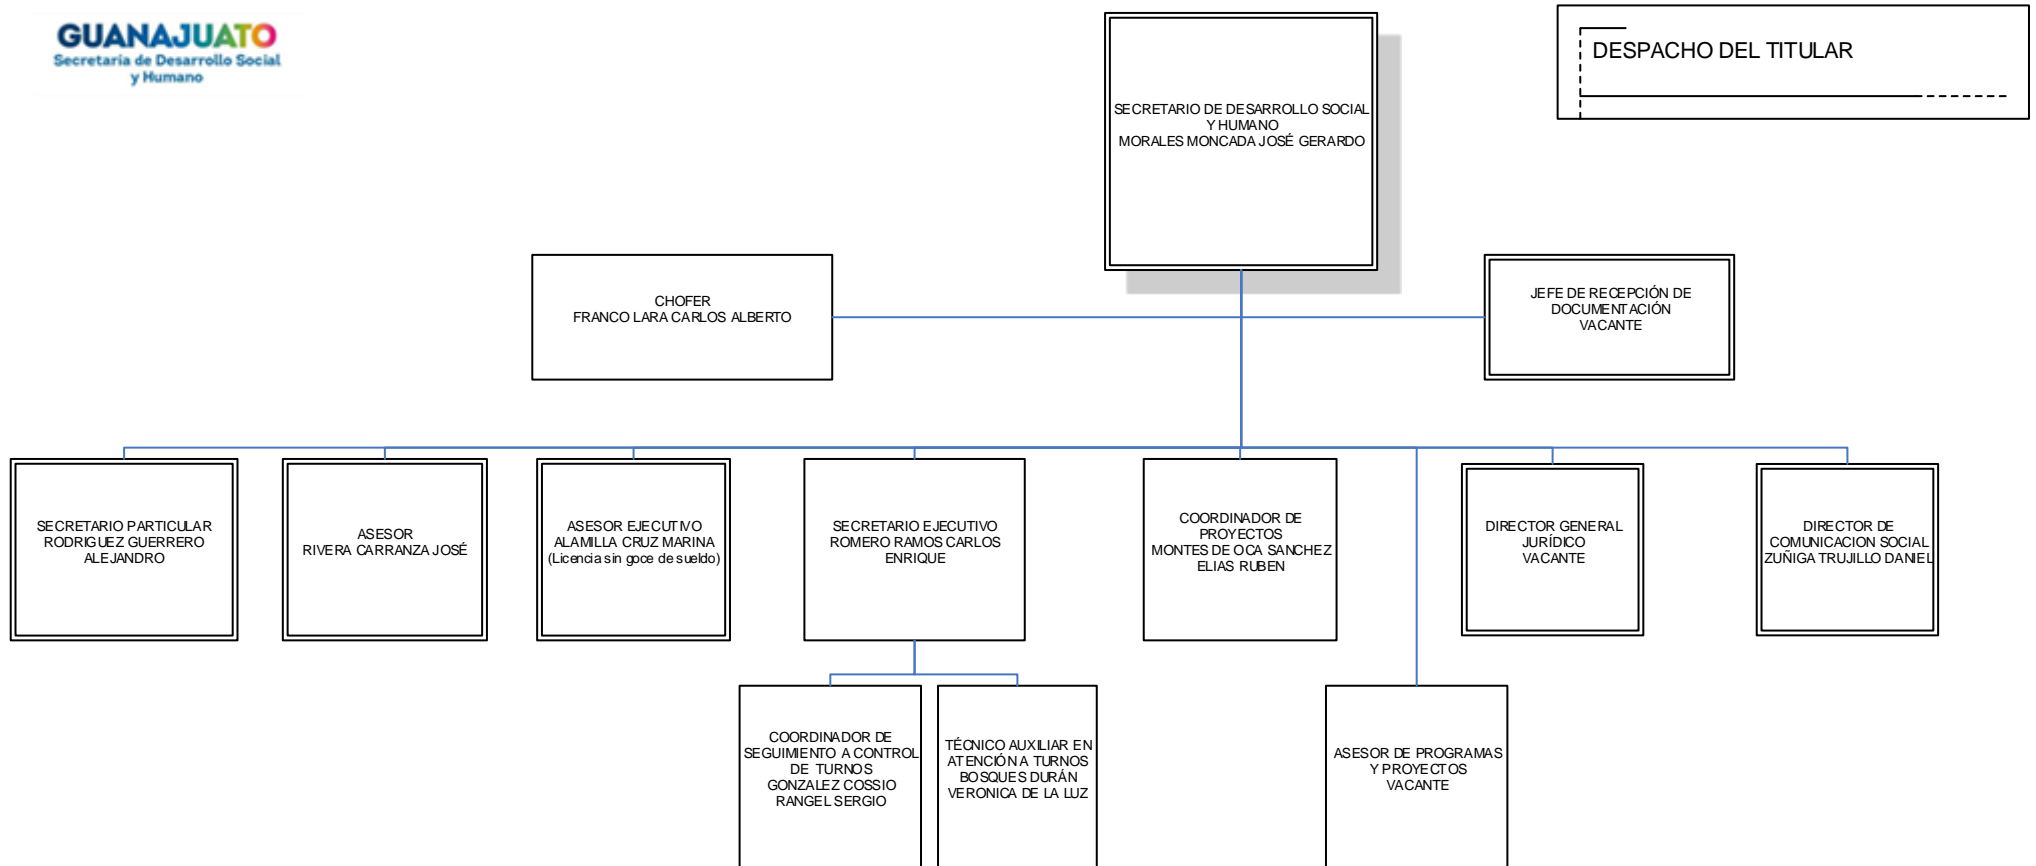 GUANAJUATO
Secretaría de Desarrollo Social
y Humano
DESPACHO DEL TITULAR
SECRETARIO DE DESARROLLO SOCIAL
Y HUMANO
MORALES MONCADA JOSÉ GERARDO
CHOFER
FRANCO LARA CARLOS ALBERTO
JEFE DE RECEPCIÓN DE
DOCUMENTACIÓN
VACANTE
SECRETARIO PARTICULAR
RODRIGUEZ GUERRERO
ALEJANDRO
ASESOR
RIVERA CARRANZA JOSÉ
ASESOR EJECUTIVO
ALAMILLA CRUZ MARINA
(Licencia sin goce de sueldo)
SECRETARIO EJECUTIVO
ROMERO RAMOS CARLOS
ENRIQUE
COORDINADOR DE
PROYECTOS
MONTES DE OCA SANCHEZ
ELIAS RUBEN
DIRECTOR GENERAL
JURÍDICO
VACANTE
DIRECTOR DE
COMUNICACION SOCIAL
ZUÑIGA TRUJILLO DANIEL
COORDINADOR DE
SEGUIMIENTO A CONTROL
DE TURNOS
GONZALEZ COSSIO
RANGEL SERGIO
TÉCNICO AUXILIAR EN
ATENCIÓN A TURNOS
BOSQUES DURÁN
VERONICA DE LA LUZ
ASESOR DE PROGRAMAS
Y PROYECTOS
VACANTE